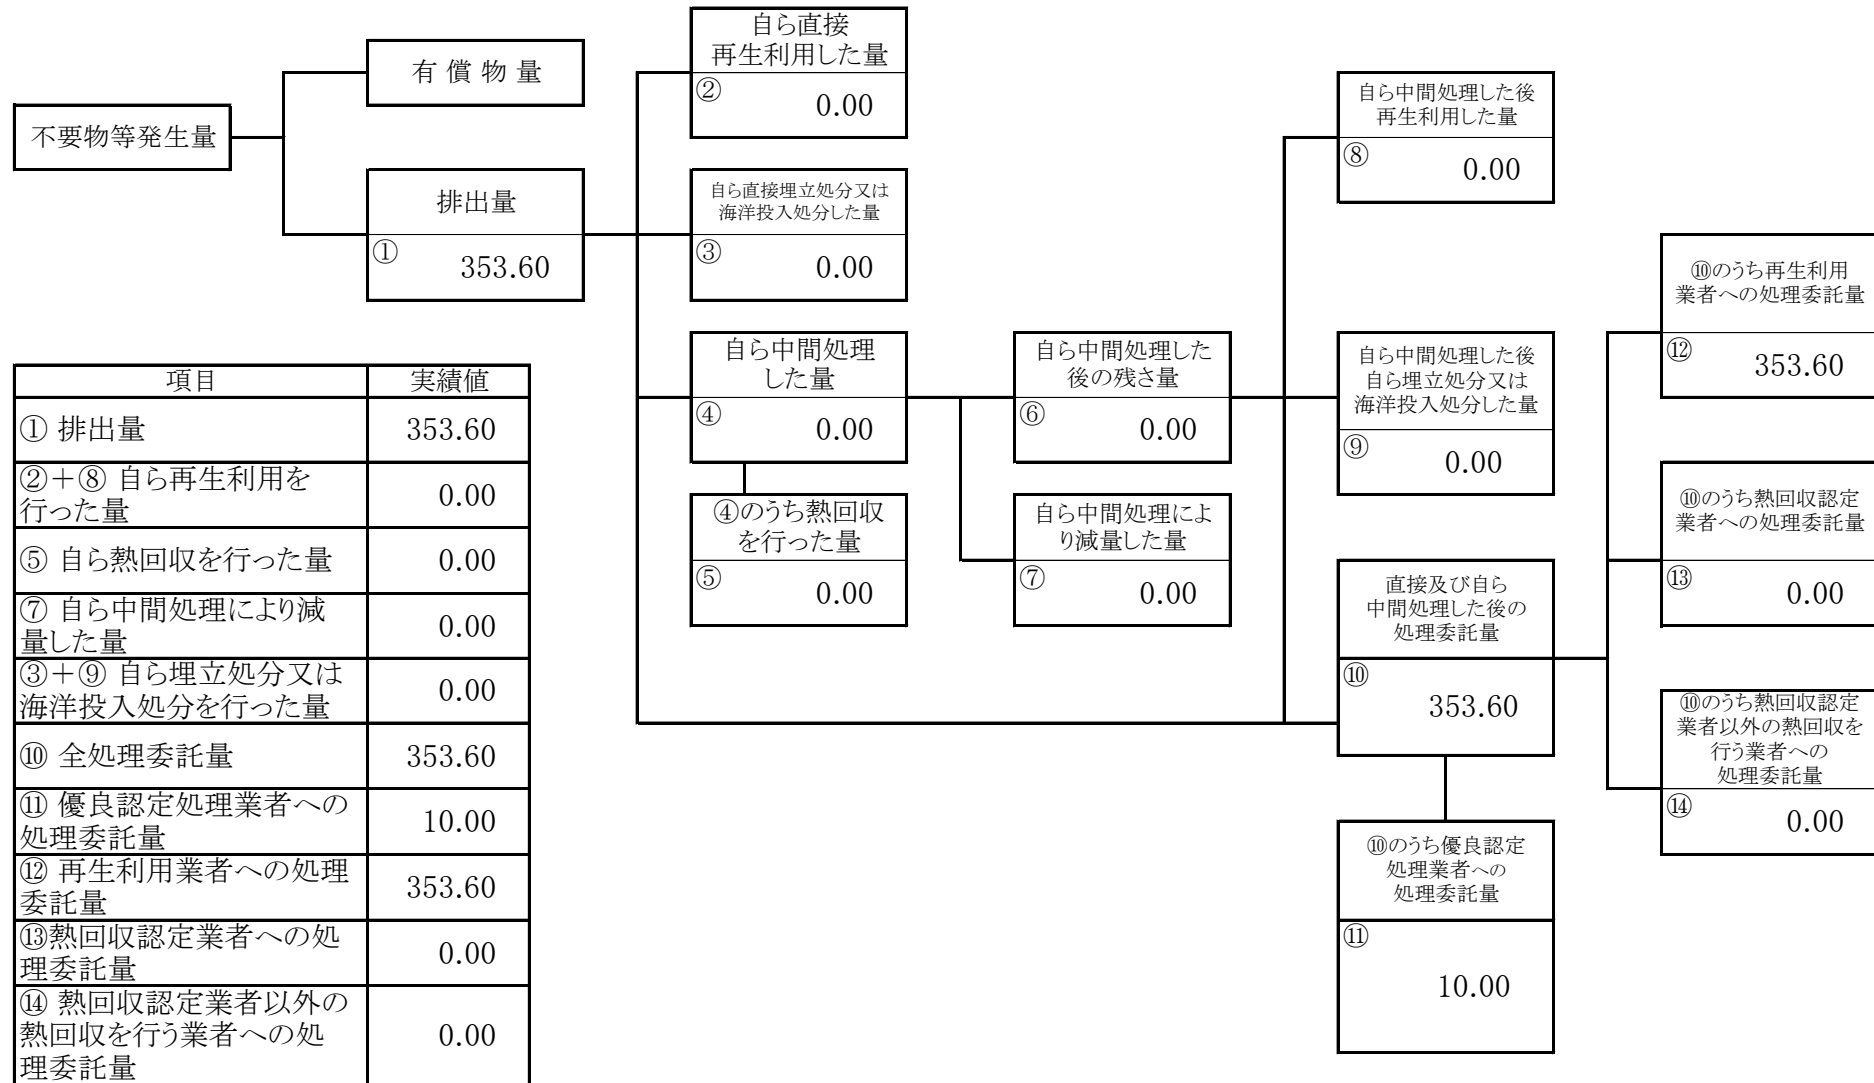 不要物等発生量
有 償 物 量
排出量
①
353.60
自ら直接
再生利用した量
②
0.00
自ら直接埋立処分又は
海洋投入処分した量
③
0.00
自ら中間処理
した量
④
0.00
④のうち熱回収
を行った量
⑤
0.00
自ら中間処理した
後の残さ量
⑥
0.00
自ら中間処理によ
り減量した量
⑦
0.00
自ら中間処理した後
再生利用した量
⑧
0.00
自ら中間処理した後
自ら埋立処分又は
海洋投入処分した量
⑨
0.00
直接及び自ら
中間処理した後の
処理委託量
⑩
353.60
⑩のうち優良認定
処理業者への
処理委託量
⑪
10.00
⑩のうち再生利用
業者への処理委託量
⑫
353.60
⑩のうち熱回収認定
業者への処理委託量
⑬
0.00
⑩のうち熱回収認定
業者以外の熱回収を
行う業者への
処理委託量
⑭
0.00
項目 実績値
① 排出量 353.60
②+⑧ 自ら再生利用を
行った量 0.00
⑤ 自ら熱回収を行った量 0.00
⑦ 自ら中間処理により減
量した量 0.00
③+⑨ 自ら埋立処分又は
海洋投入処分を行った量 0.00
⑩ 全処理委託量 353.60
⑪ 優良認定処理業者への
処理委託量 10.00
⑫ 再生利用業者への処理
委託量 353.60
⑬熱回収認定業者への処
理委託量 0.00
⑭ 熱回収認定業者以外の
熱回収を行う業者への処
理委託量 0.00